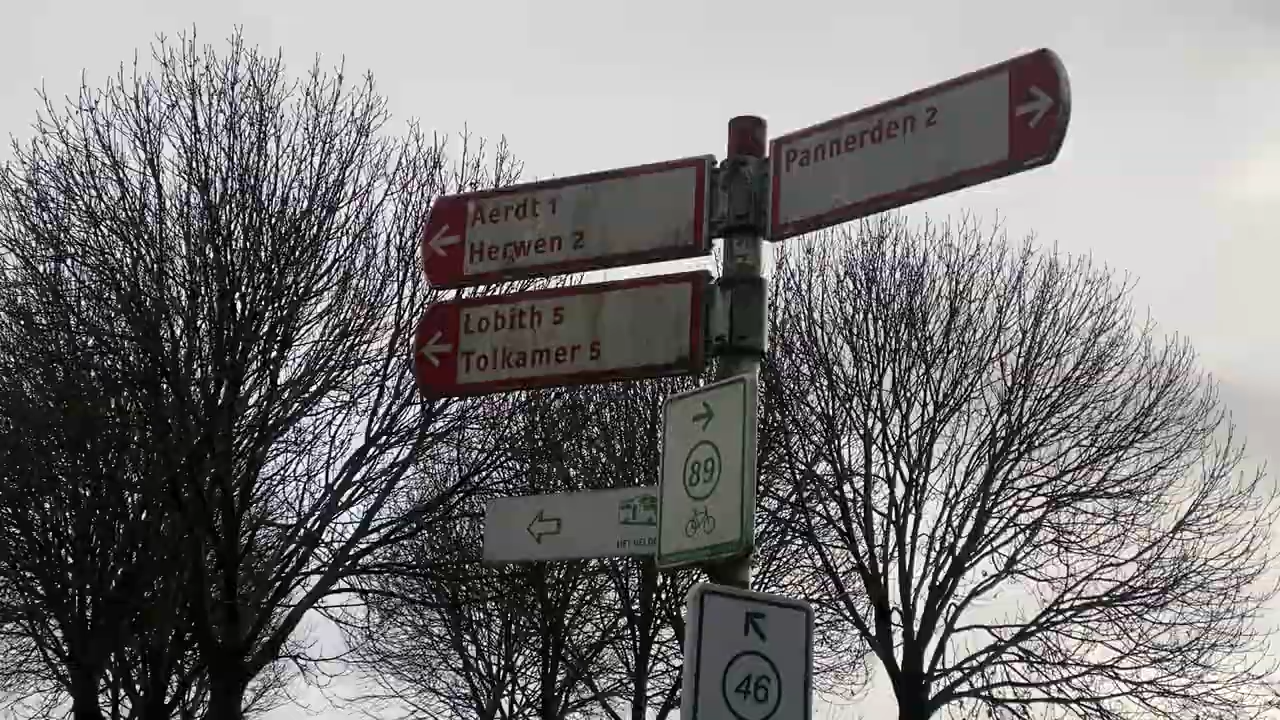 Pannerden 2
Aerdt 1
Herwen 2
Lobith 5
Tolkamer 5
89
46